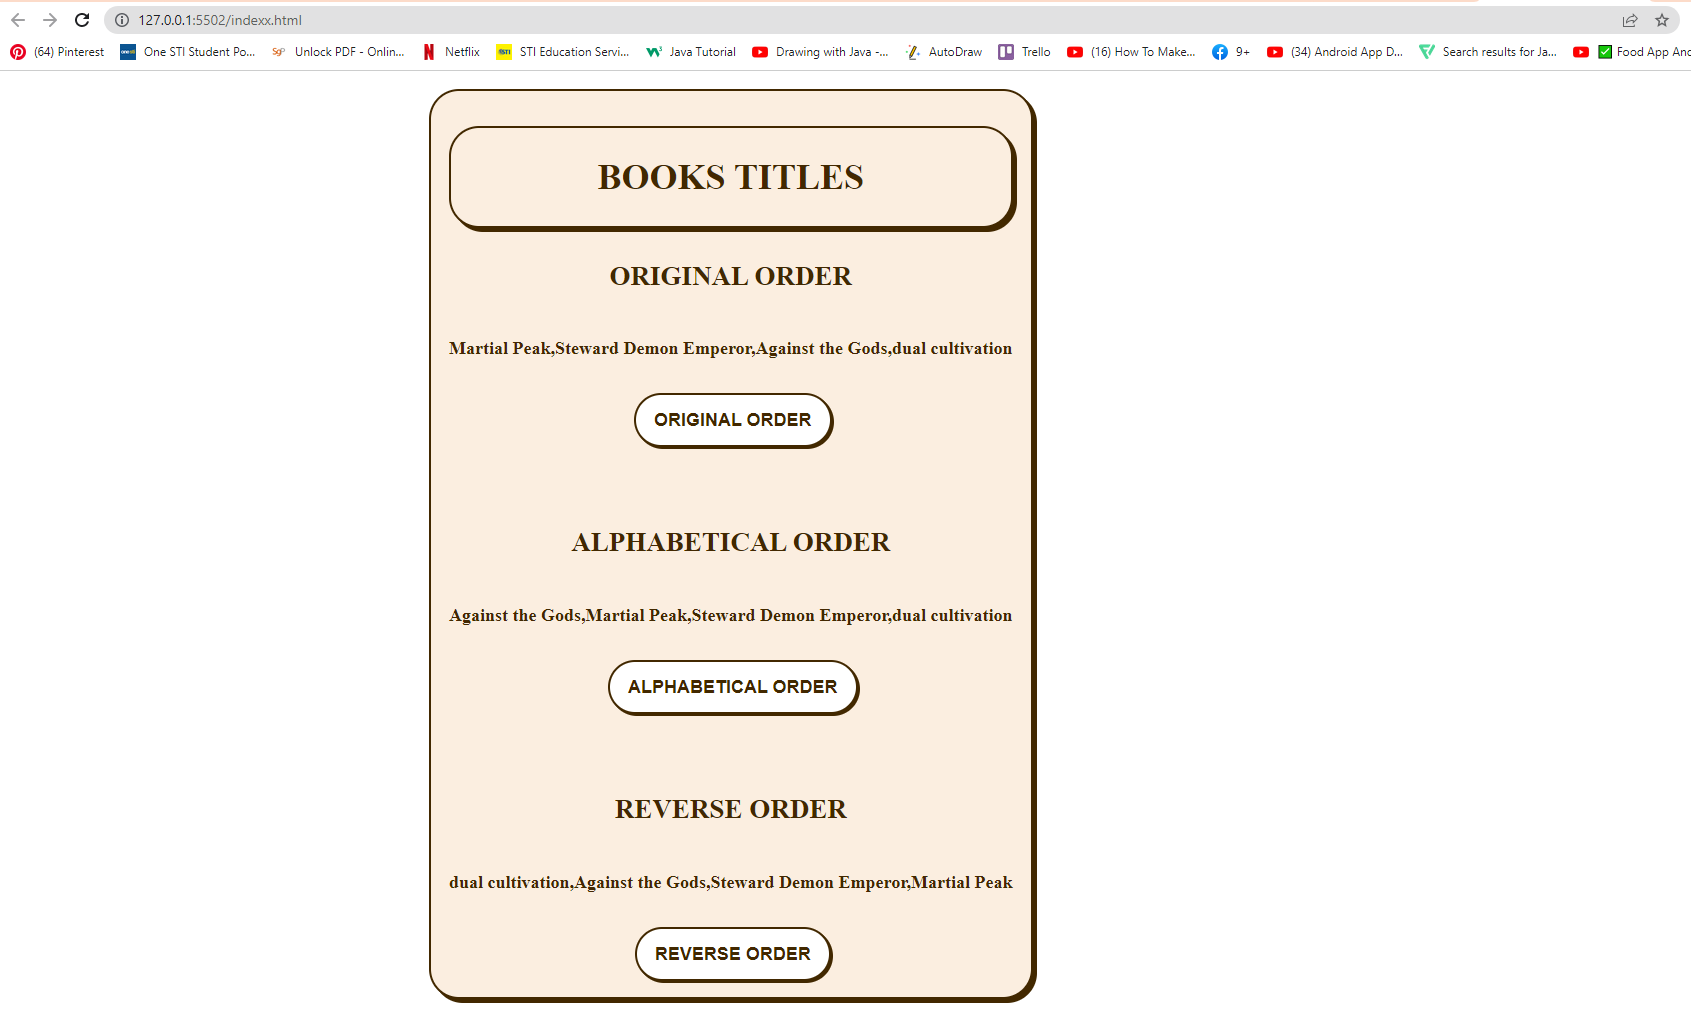 127.0.0.1:5502/indexx.html
(64) Pinterest One STI Student Po... Unlock PDF - Onlin... Netflix STI Education Servi... Java Tutorial Drawing with Java -... AutoDraw Trello (16) How To Make... 9+ (34) Android App D... Search results for Ja... Food App And
BOOKS TITLES
ORIGINAL ORDER
Martial Peak,Steward Demon Emperor,Against the Gods,dual cultivation
ORIGINAL ORDER
ALPHABETICAL ORDER
Against the Gods,Martial Peak,Steward Demon Emperor,dual cultivation
ALPHABETICAL ORDER
REVERSE ORDER
dual cultivation,Against the Gods,Steward Demon Emperor,Martial Peak
REVERSE ORDER